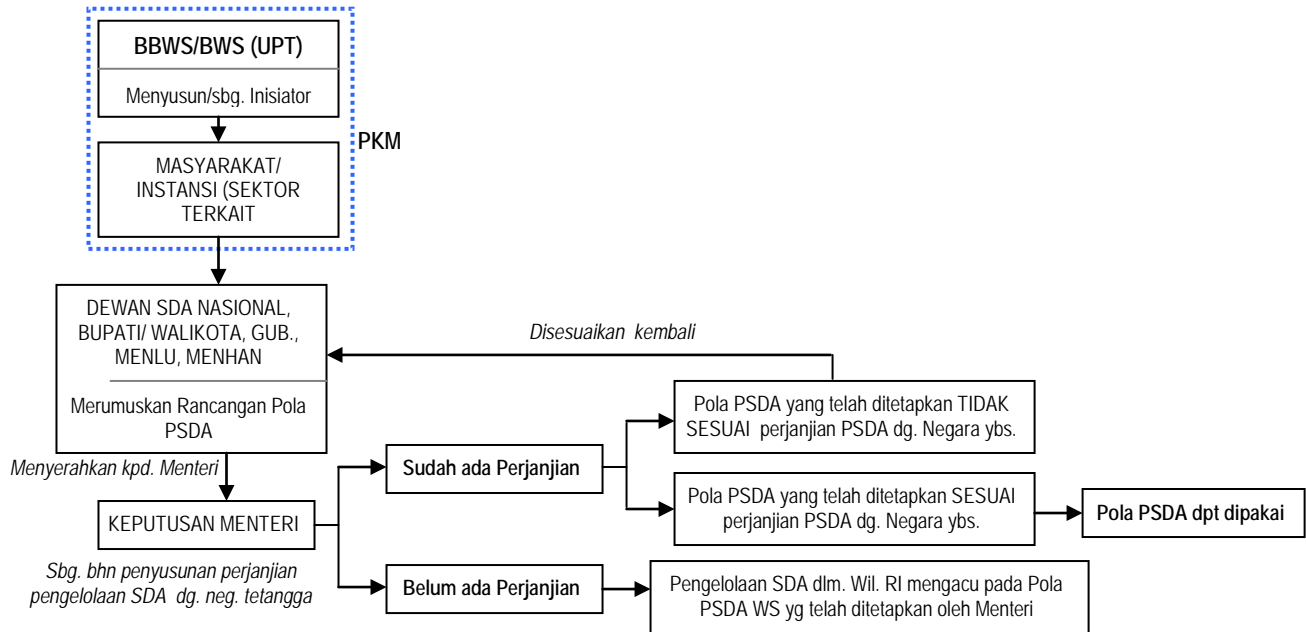 BBWS/BWS (UPT)
Menyusun/sbg. Inisiator
PKM
MASYARAKAT/
INSTANSI (SEKTOR
TERKAIT
DEWAN SDA NASIONAL,
BUPATI/ WALIKOTA, GUB.,
MENLU, MENHAN
Merumuskan Rancangan Pola
PSDA
Disesuaikan kembali
Menyerahkan kpd. Menteri
KEPUTUSAN MENTERI
Sbg. bhn penyusunan perjanjian
pengelolaan SDA dg. neg. tetangga
Sudah ada Perjanjian
Pola PSDA yang telah ditetapkan TIDAK
SESUAI perjanjian PSDA dg. Negara ybs.
Pola PSDA yang telah ditetapkan SESUAI
perjanjian PSDA dg. Negara ybs.
Pola PSDA dpt dipakai
Belum ada Perjanjian
Pengelolaan SDA dlm. Wil. RI mengacu pada Pola
PSDA WS yg telah ditetapkan oleh Menteri